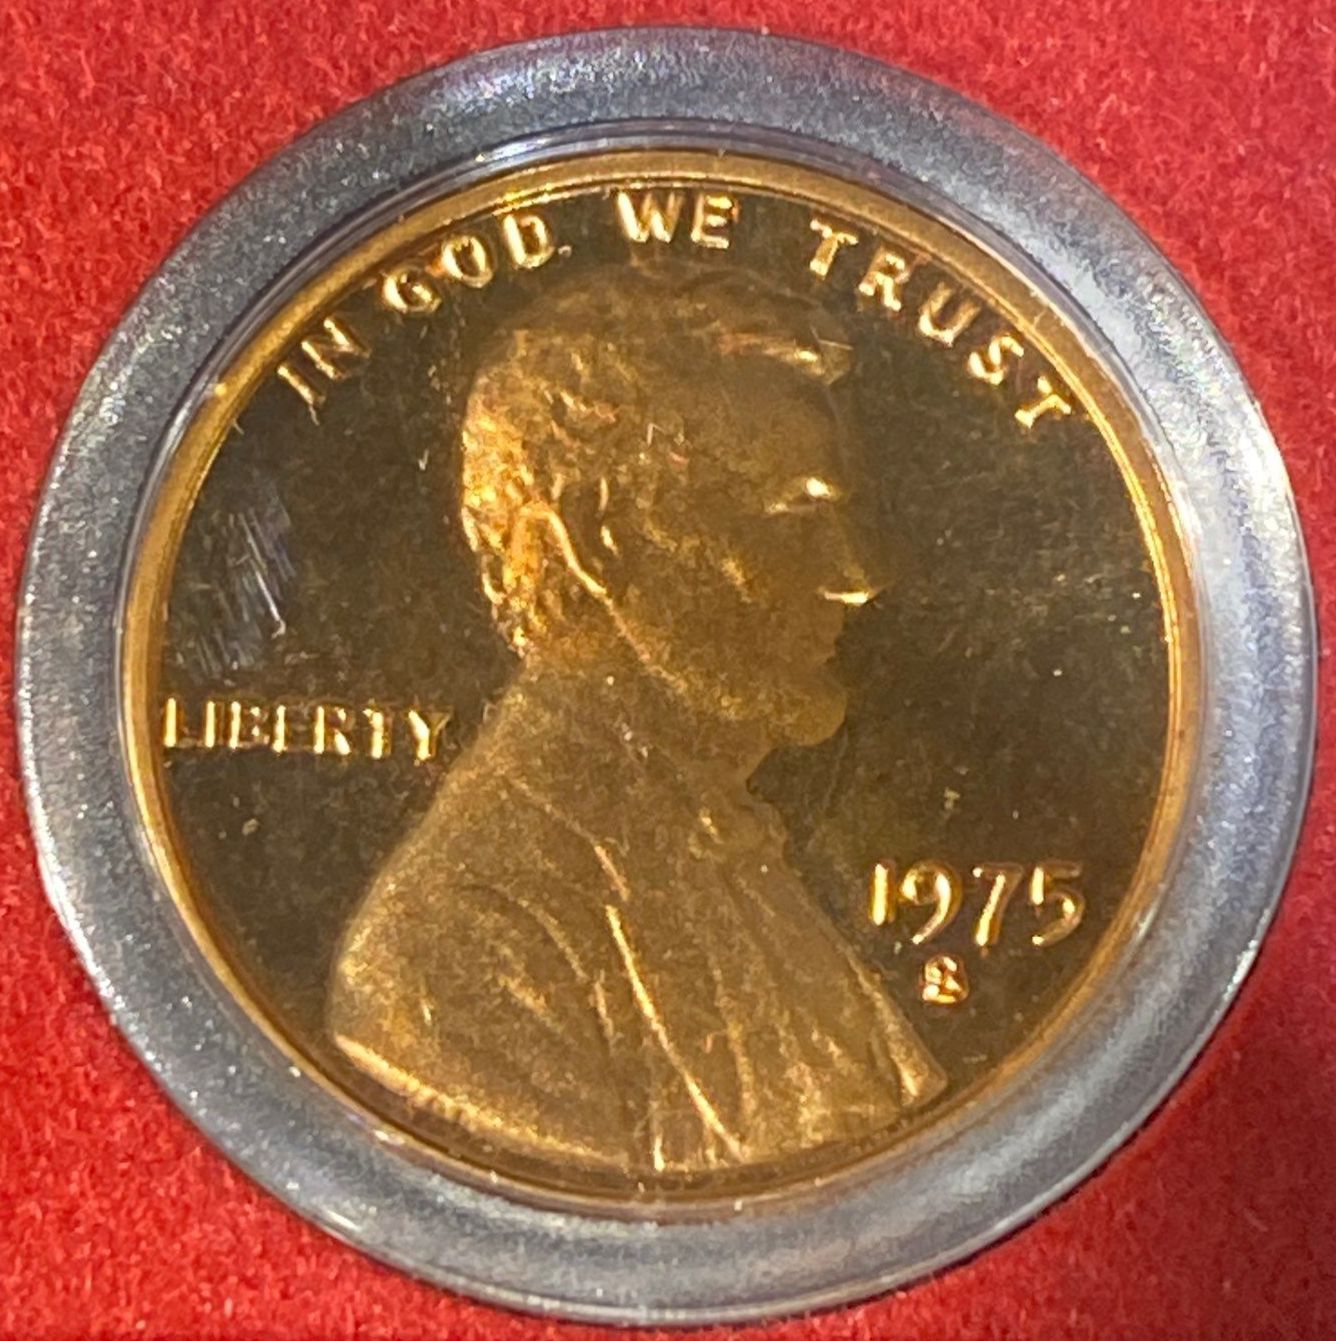 IN GOD WE TRUST
LIBERTY
1975
S